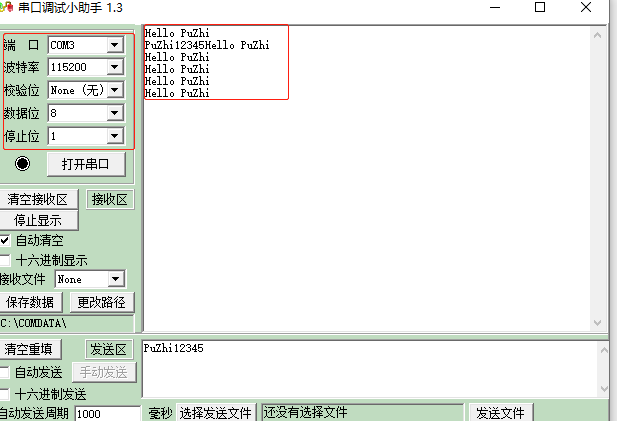 串口调试小助手 1.3
端 口 COM3
波特率 115200
校验位 None (无)
数据位 8
停止位 1
打开串口
清空接收区 接收区
停止显示
自动清空
十六进制显示
接收文件 None
保存数据 更改路径
C:\COMDATA\
Hello PuZhi
PuZhi12345Hello PuZhi
Hello PuZhi
Hello PuZhi
Hello PuZhi
Hello PuZhi
清空重填 发送区
自动发送 手动发送
十六进制发送
自动发送周期 1000 毫秒 选择发送文件 还没有选择文件 发送文件
PuZhi12345